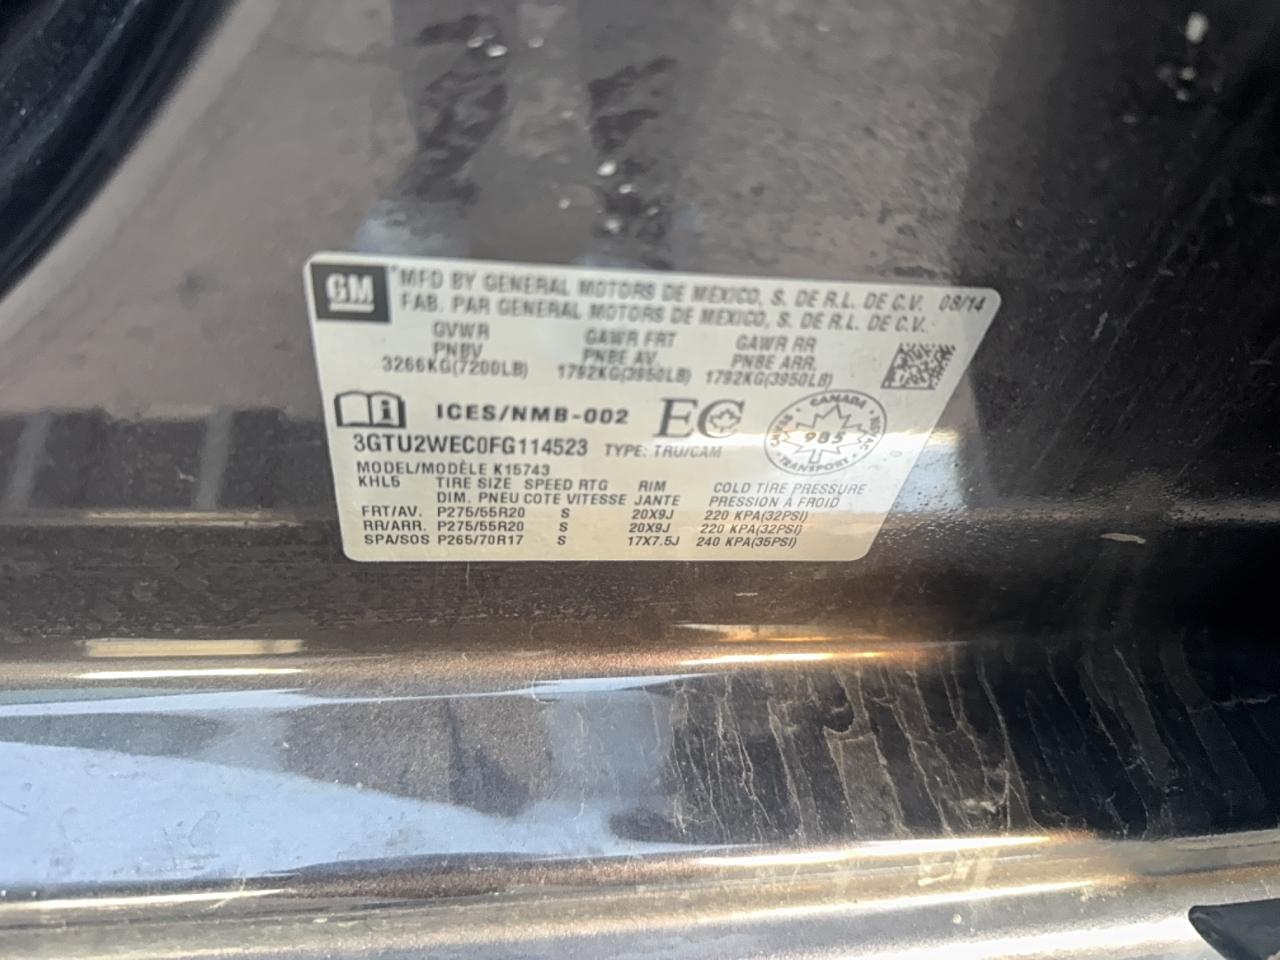 GM MFD BY GENERAL MOTORS DE MEXICO, S. DE R.L. DE C.V. 08/14
FAB. PAR GENERAL MOTORS DE MEXICO, S. DE R.L. DE C.V.
GVWR GAWR FRT GAWR RR
PNBV PNBE AV. PNBE ARR.
3266KG(7200LB) 1792KG(3950LB) 1792KG(3950LB)
i ICES/NMB-002 EC
CANADA
985
TRANSPORT
3GTU2WEC0FG114523 TYPE: TRU/CAM
MODEL/MODÈLE K15743
KHL5 TIRE SIZE SPEED RTG RIM COLD TIRE PRESSURE
DIM. PNEU COTE VITESSE JANTE PRESSION À FROID
FRT/AV. P275/55R20 S 20X9J 220 KPA(32PSI)
RR/ARR. P275/55R20 S 20X9J 220 KPA(32PSI)
SPA/SOS P265/70R17 S 17X7.5J 240 KPA(35PSI)